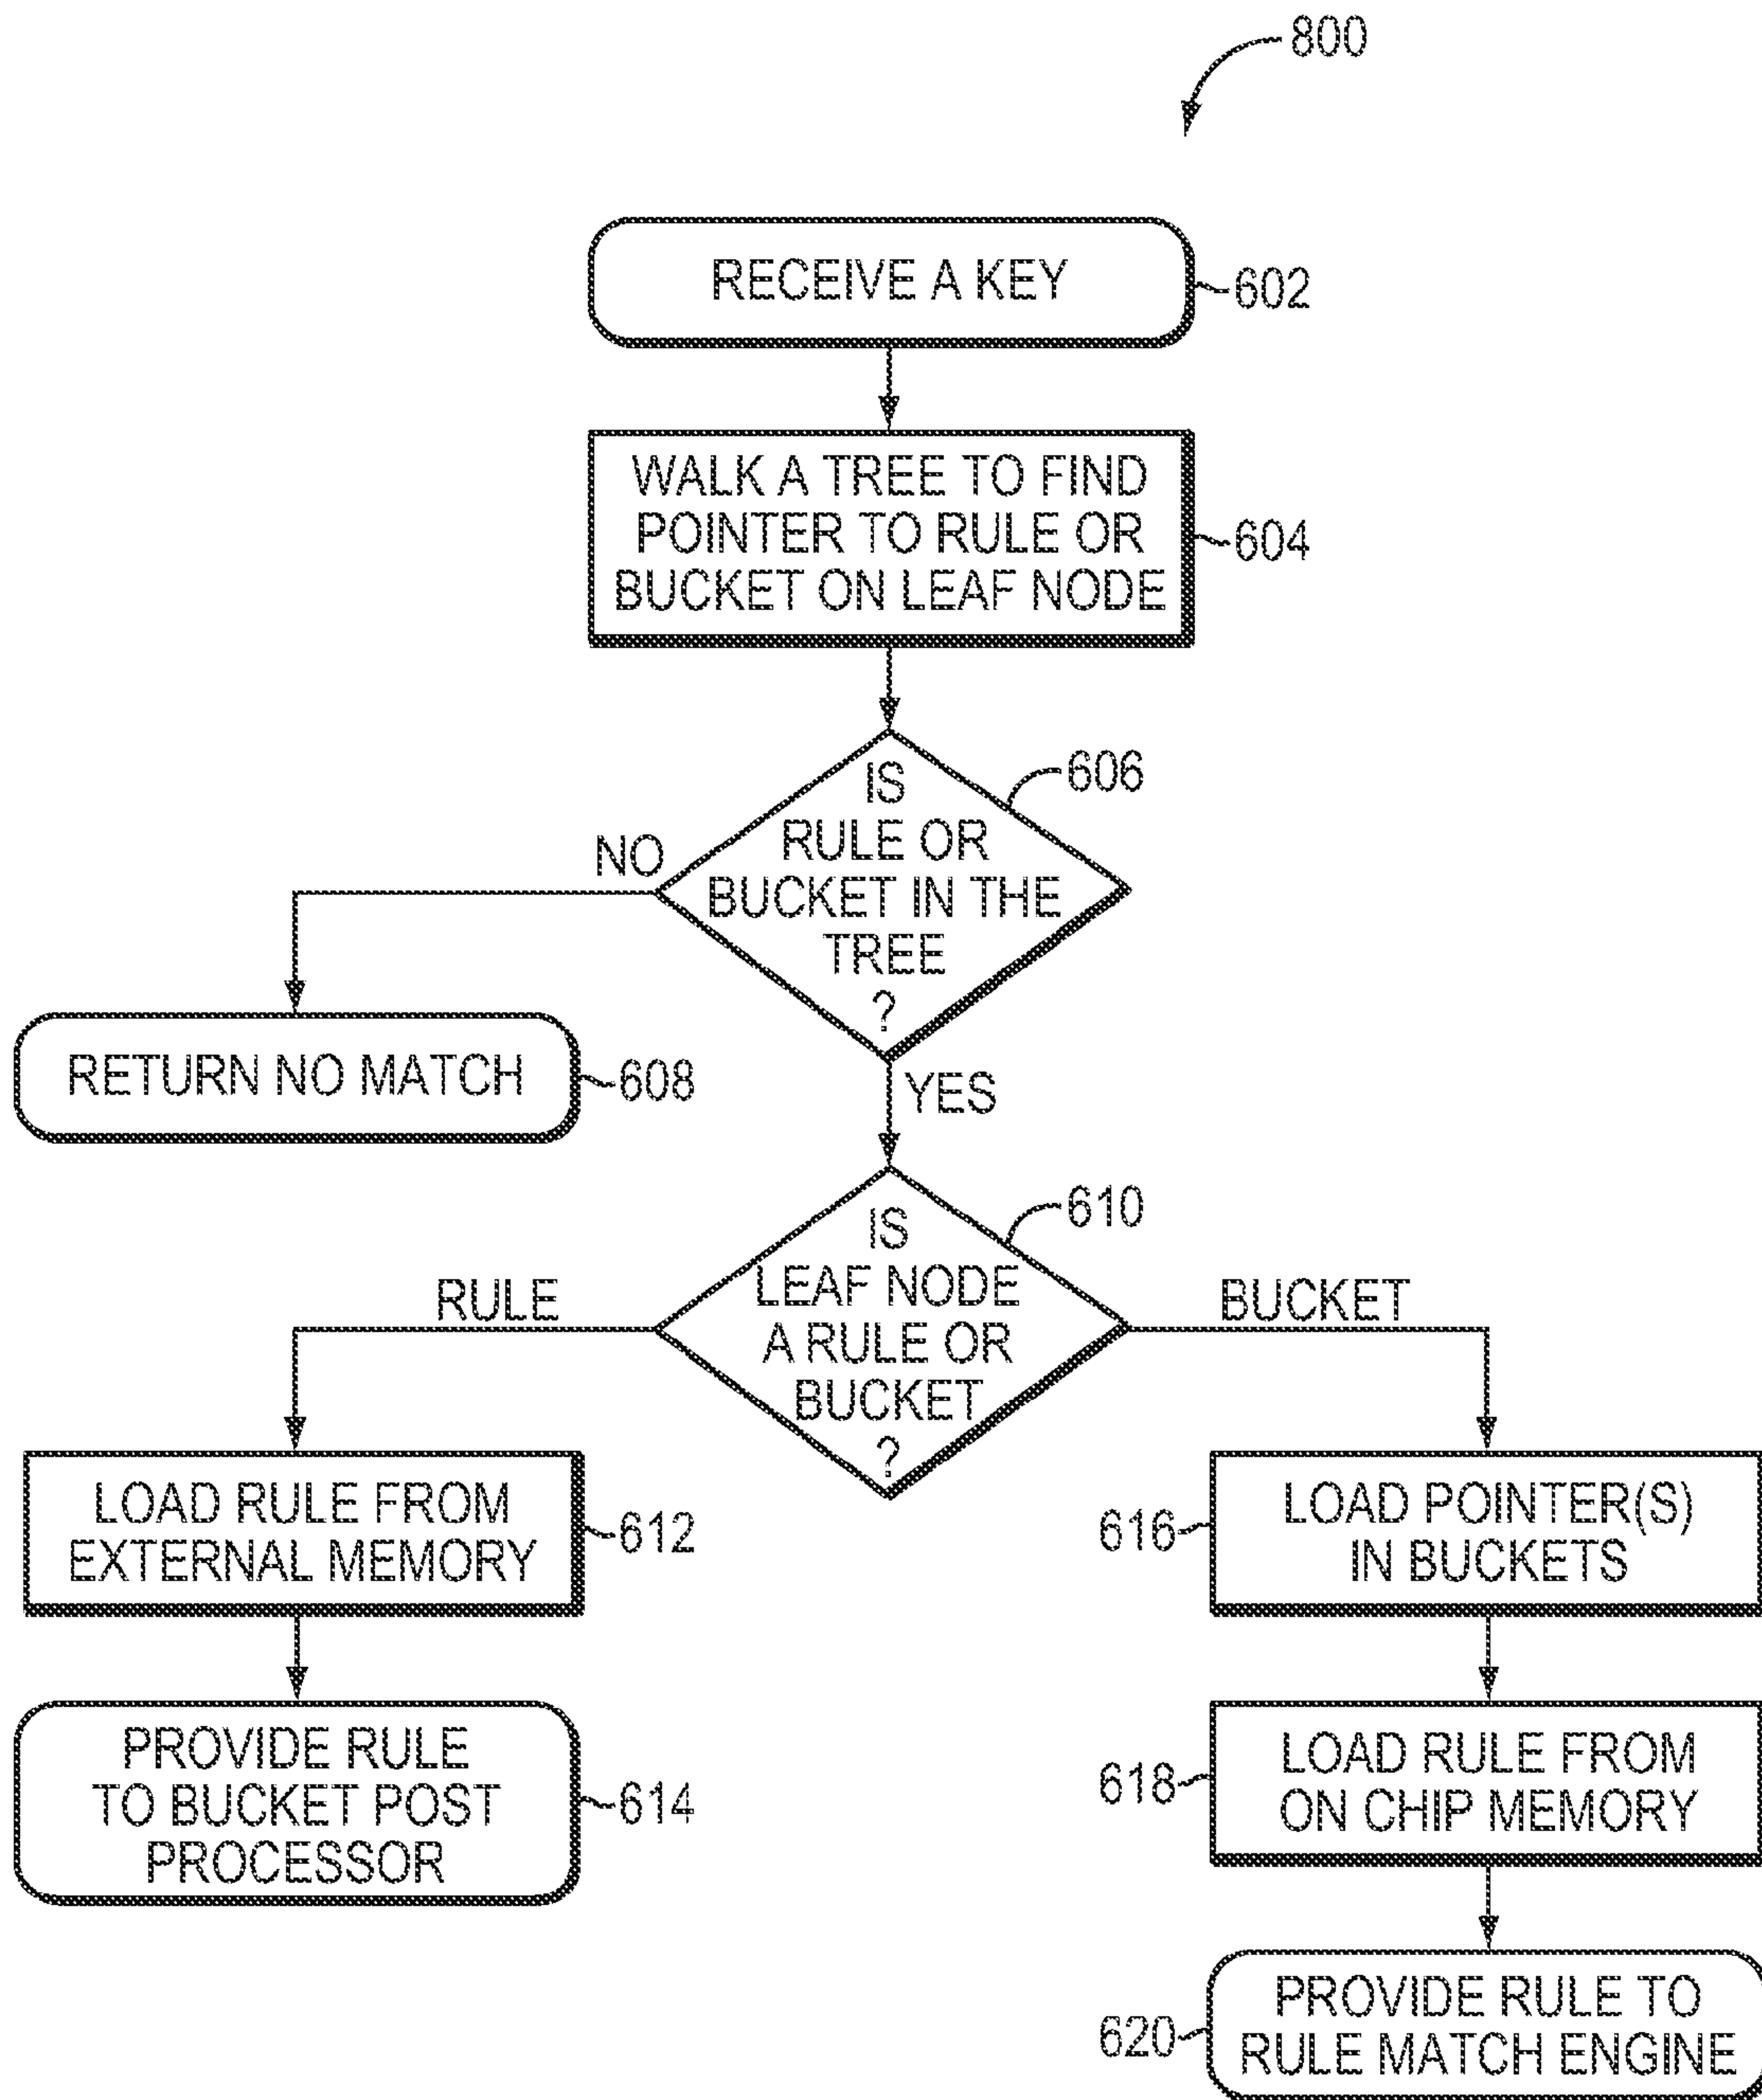 800
RECEIVE A KEY
602
WALK A TREE TO FIND
POINTER TO RULE OR
BUCKET ON LEAF NODE
604
IS
RULE OR
BUCKET IN THE
TREE
?
606
NO
RETURN NO MATCH
608
YES
IS
LEAF NODE
A RULE OR
BUCKET
?
610
RULE
BUCKET
LOAD RULE FROM
EXTERNAL MEMORY
612
PROVIDE RULE
TO BUCKET POST
PROCESSOR
614
616
LOAD POINTER(S)
IN BUCKETS
618
LOAD RULE FROM
ON CHIP MEMORY
620
PROVIDE RULE TO
RULE MATCH ENGINE